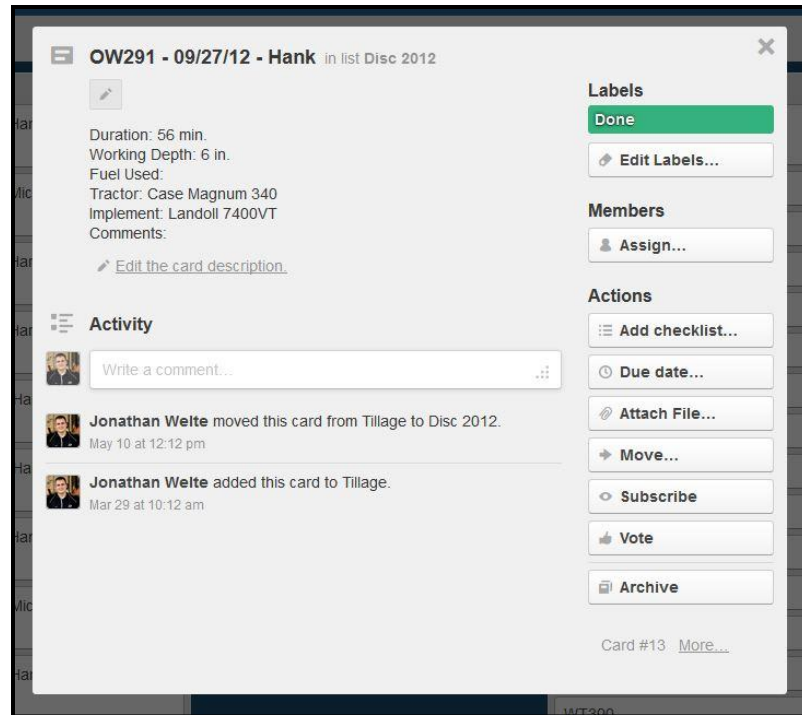 OW291 - 09/27/12 - Hank in list Disc 2012
Duration: 56 min.
Working Depth: 6 in.
Fuel Used:
Tractor: Case Magnum 340
Implement: Landoll 7400VT
Comments:
Edit the card description.
Activity
Write a comment...
Jonathan Welte moved this card from Tillage to Disc 2012.
May 10 at 12:12 pm
Jonathan Welte added this card to Tillage.
Mar 29 at 10:12 am
Labels
Done
Edit Labels...
Members
Assign...
Actions
Add checklist...
Due date...
Attach File...
Move...
Subscribe
Vote
Archive
Card #13 More...